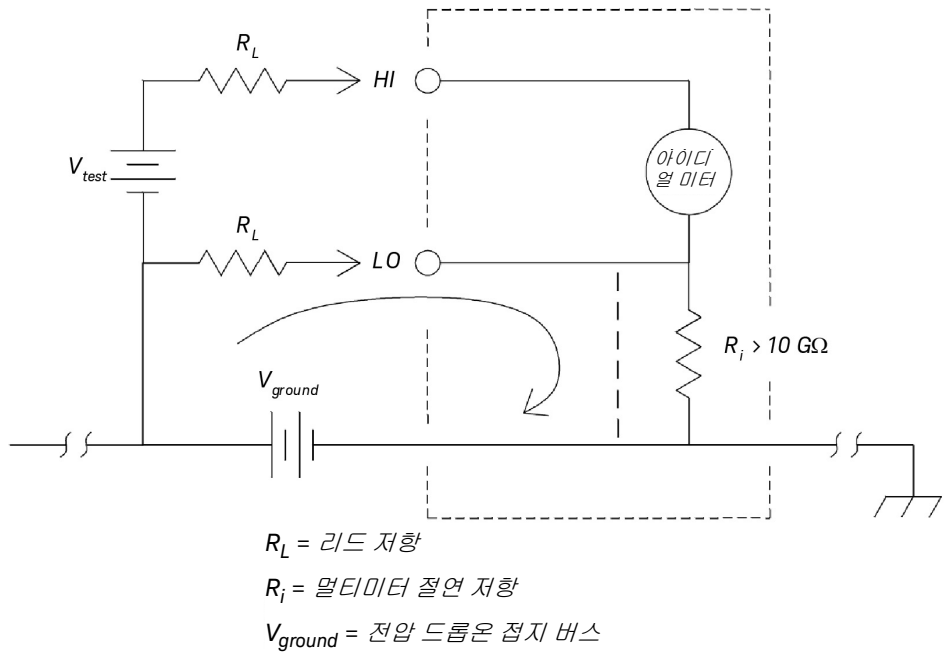 R_L
HI
V_test
아이디
얼 미터
R_L
LO
R_i > 10 GΩ
V_ground
R_L = 리드 저항
R_i = 멀티미터 절연 저항
V_ground = 전압 드롭온 접지 버스